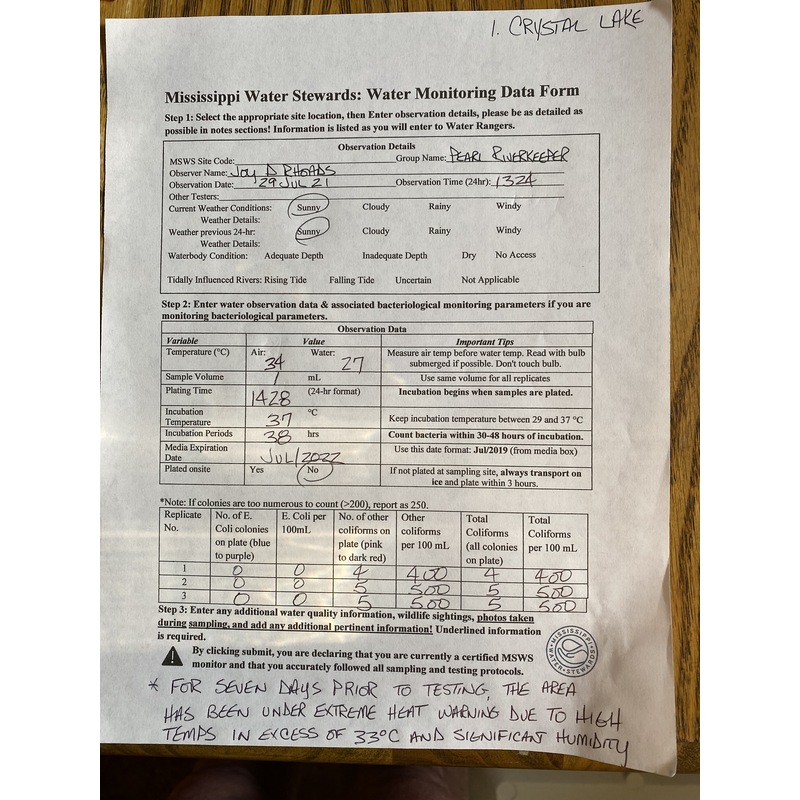 1. CRYSTAL LAKE
Mississippi Water Stewards: Water Monitoring Data Form
Step 1: Select the appropriate site location, then Enter observation details, please be as detailed as
possible in notes sections! Information is listed as you will enter to Water Rangers.
Observation Details
MSWS Site Code: Group Name: PEARL RIVERKEEPER
Observer Name: Joy D RHOADS
Observation Date: 29 JUL 21 Observation Time (24hr): 1324
Other Testers:
Current Weather Conditions: Sunny Cloudy Rainy Windy
Weather Details:
Weather previous 24-hr: Sunny Cloudy Rainy Windy
Weather Details:
Waterbody Condition: Adequate Depth Inadequate Depth Dry No Access
Tidally Influenced Rivers: Rising Tide Falling Tide Uncertain Not Applicable
Step 2: Enter water observation data & associated bacteriological monitoring parameters if you are
monitoring bacteriological parameters.
Observation Data
Variable Value Important Tips
Temperature (°C) Air: 34 Water: 27 Measure air temp before water temp. Read with bulb
submerged if possible. Don't touch bulb.
Sample Volume 1 mL Use same volume for all replicates
Plating Time 1428 (24-hr format) Incubation begins when samples are plated.
Incubation
Temperature 37 °C Keep incubation temperature between 29 and 37 °C
Incubation Periods 38 hrs Count bacteria within 30-48 hours of incubation.
Media Expiration
Date JUL/2022 Use this date format: Jul/2019 (from media box)
Plated onsite Yes No If not plated at sampling site, always transport on
ice and plate within 3 hours.
*Note: If colonies are too numerous to count (>200), report as 250.
Replicate No. of E. E. Coli per No. of other Other Total Total
No. Coli colonies 100mL coliforms on coliforms Coliforms Coliforms
on plate (blue plate (pink per 100 mL (all colonies per 100 mL
to purple) to dark red) on plate)
1 0 0 4 400 4 400
2 0 0 5 500 5 500
3 0 0 5 500 5 500
Step 3: Enter any additional water quality information, wildlife sightings, photos taken
during sampling, and add any additional pertinent information! Underlined information
is required.
By clicking submit, you are declaring that you are currently a certified MSWS
monitor and that you accurately followed all sampling and testing protocols.
MISSISSIPPI WATER STEWARDS
* FOR SEVEN DAYS PRIOR TO TESTING, THE AREA
HAS BEEN UNDER EXTREME HEAT WARNING DUE TO HIGH
TEMPS IN EXCESS OF 33°C AND SIGNIFICANT HUMIDITY